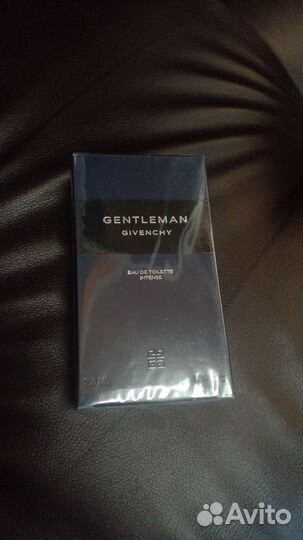 GENTLEMAN
GIVENCHY
EAU DE TOILETTE
INTENSE
Avito